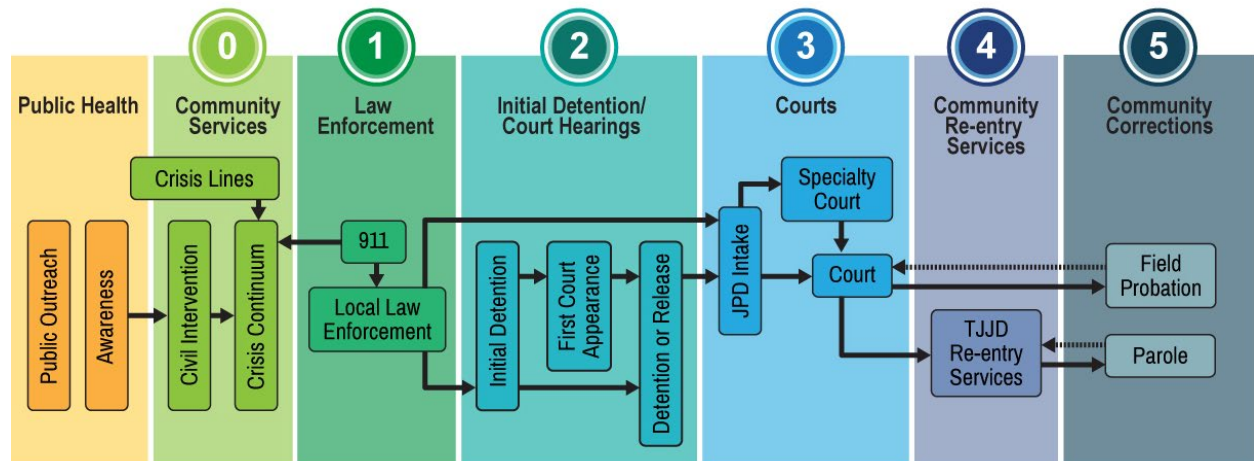 0
1
2
3
4
5
Public Health
Community
Services
Law
Enforcement
Initial Detention/
Court Hearings
Courts
Community
Re-entry
Services
Community
Corrections
Public Outreach
Awareness
Crisis Lines
Civil Intervention
Crisis Continuum
911
Local Law
Enforcement
Initial Detention
First Court
Appearance
Detention or Release
JPD Intake
Specialty
Court
Court
TJJD
Re-entry
Services
Field
Probation
Parole